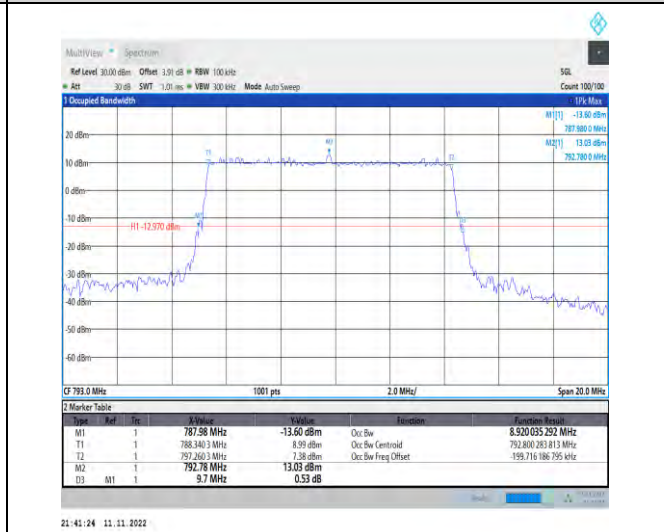 MultiView Spectrum
Ref Level 30.00 dBm Offset 3.91 dB RBW 100 kHz SGL
Att 30 dB SWT 1.01 ms VBW 300 kHz Mode Auto Sweep Count 100/100
1 Occupied Bandwidth 1Pk Max
M1[1] -13.60 dBm
787.9800 MHz
M2[1] 13.03 dBm
792.7800 MHz
20 dBm
M2
T1
T2
10 dBm
0 dBm
-10 dBm
M1
D3
H1 -12.970 dBm
-20 dBm
-30 dBm
-40 dBm
-50 dBm
-60 dBm
CF 793.0 MHz 1001 pts 2.0 MHz/ Span 20.0 MHz
2 Marker Table
Type Ref Trc X-Value Y-Value Function Function Result
M1 1 787.98 MHz -13.60 dBm Occ Bw 8.920 035 292 MHz
T1 1 788.340 3 MHz 8.99 dBm Occ Bw Centroid 792.800 283 813 MHz
T2 1 797.260 3 MHz 7.38 dBm Occ Bw Freq Offset -199.716 186 795 kHz
M2 1 792.78 MHz 13.03 dBm
D3 M1 1 9.7 MHz 0.53 dB
21:41:24 11.11.2022